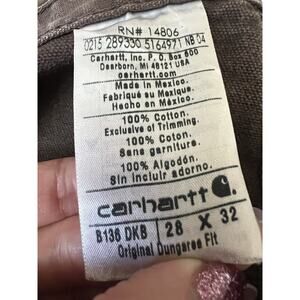 RN# 14806
0215 289330 5164971 NB 04
Carhartt, Inc. P.O. Box 600
Dearborn, MI 48121 USA
carhartt.com
Made in Mexico.
Fabriqué au Mexique.
Hecho en México.
100% Cotton.
Exclusive of Trimming.
100% Coton.
Sans garniture.
100% Algodón.
Sin incluir adorno.
carhartt
B136 DKB 28 X 32
Original Dungaree Fit